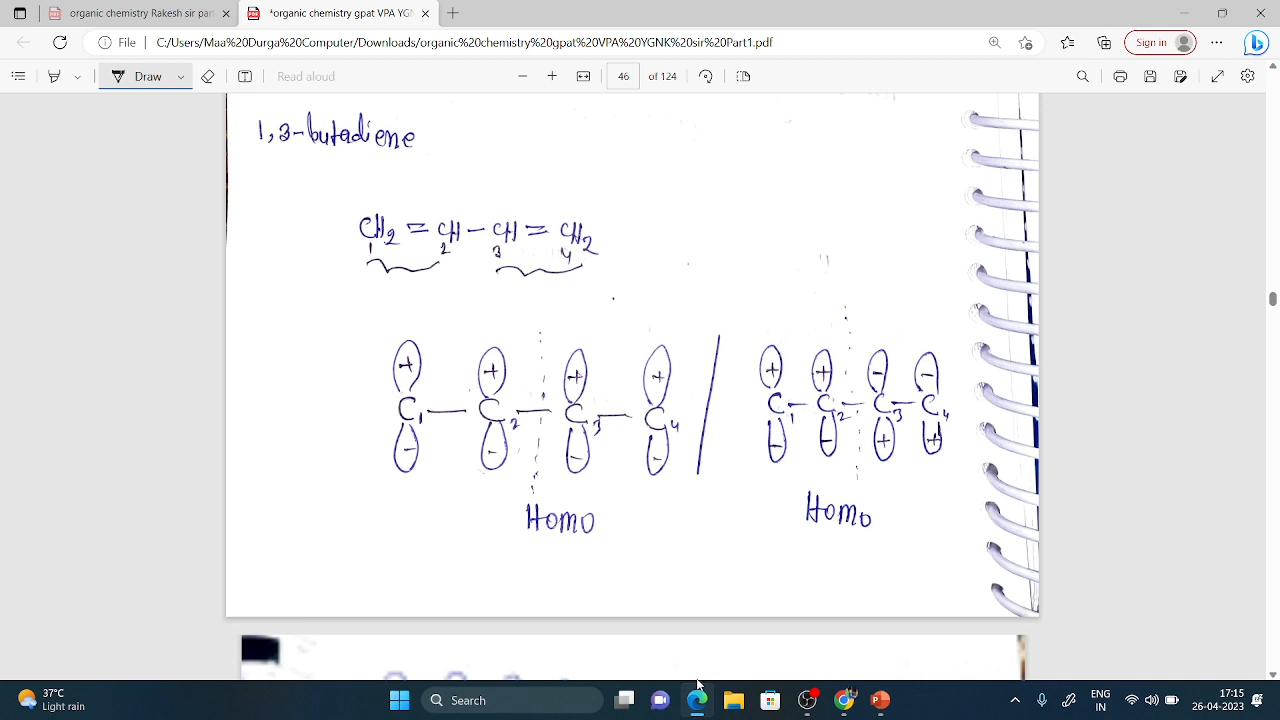 organic chemistry Rakesh sir part
*organic chemistry gpat VPA YGN
File
C:/Users/Maa%20Durga%20Computer/Downloads/organic%20chemistry%20gpat%20VPA%20YGNK%20sir%20Part1.pdf
Sign in
Draw
Read aloud
46 of 124
1,3-butadiene
CH2 = CH - CH = CH2
1 2 3 4
+ + + + + + - -
C1 — C2 — C3 — C4 C1 - C2 - C3 - C4
- - - - - - + +
Homo Homo
37°C
Light rain
Search
ENG
IN
17:15
26-04-2023